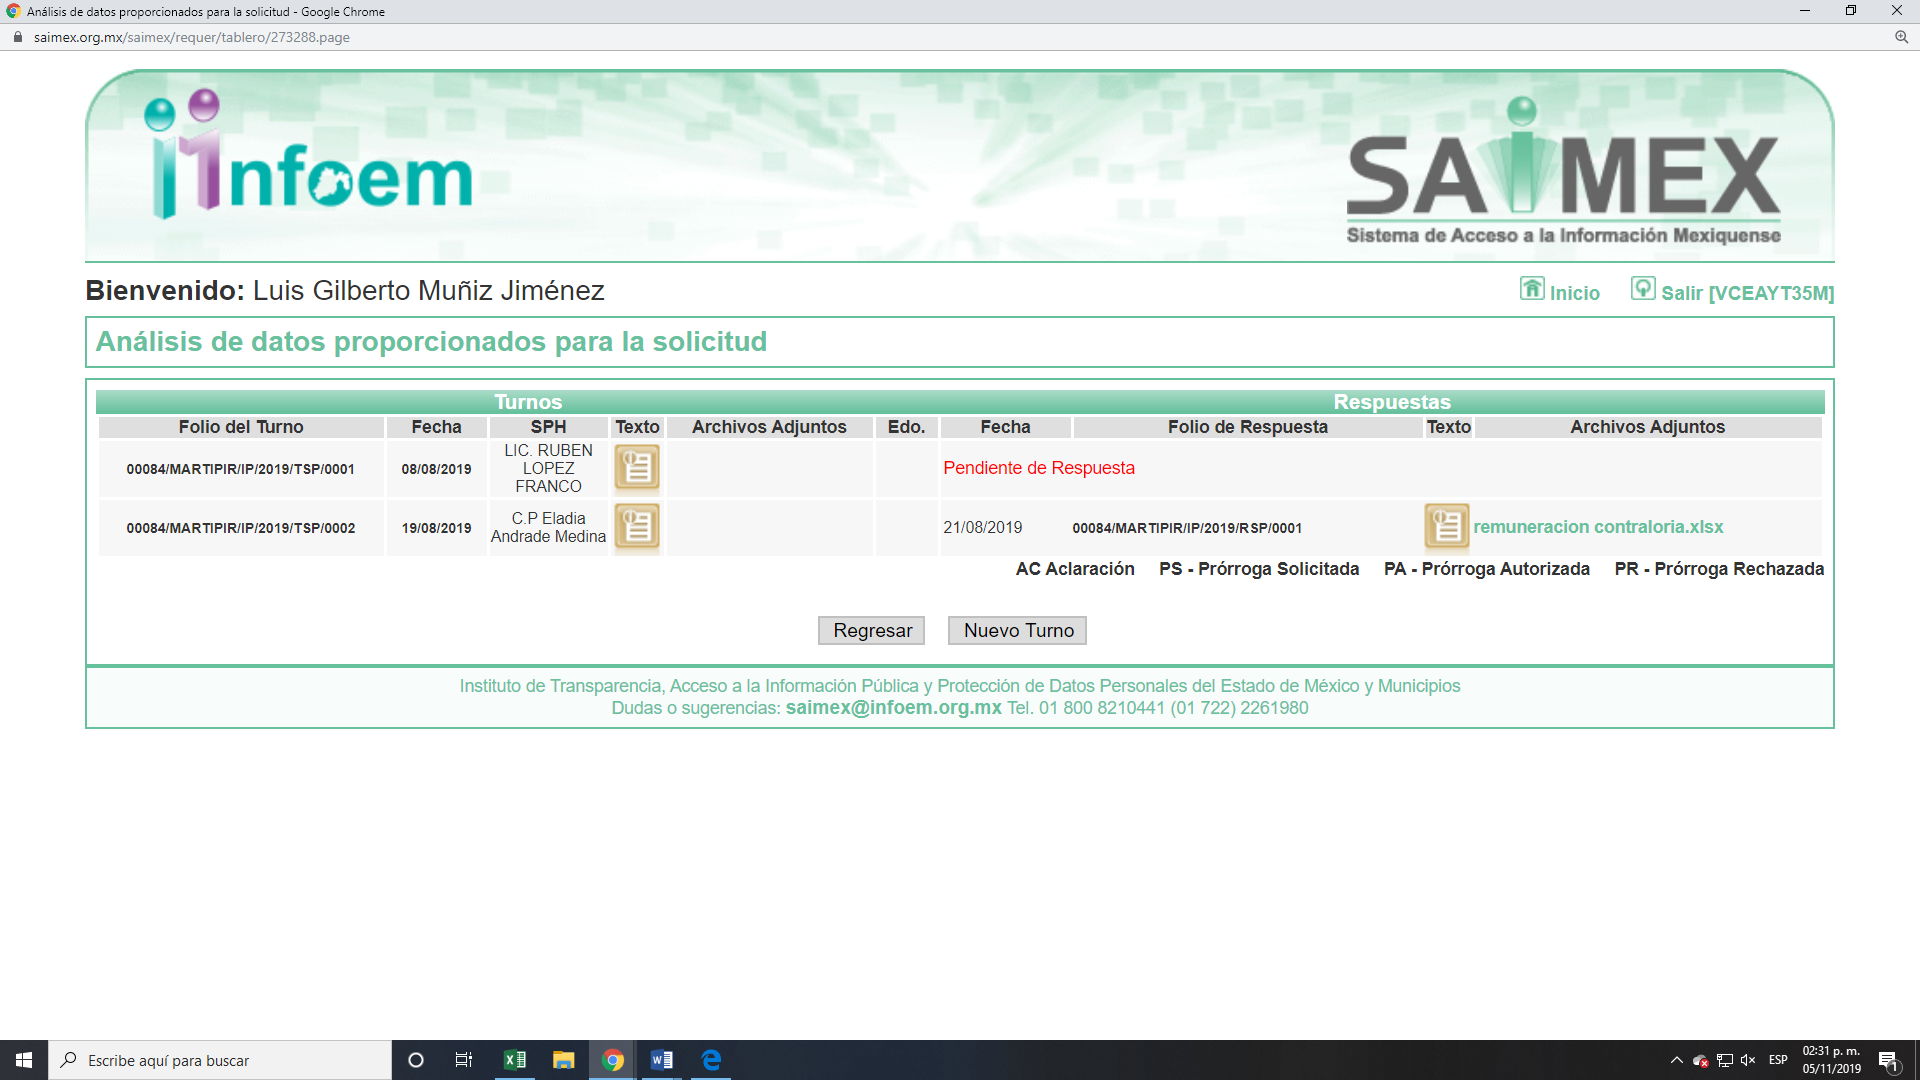 Análisis de datos proporcionados para la solicitud - Google Chrome
saimex.org.mx/saimex/requer/tablero/273288.page
infoem
SAIMEX
Sistema de Acceso a la Información Mexiquense
Bienvenido: Luis Gilberto Muñiz Jiménez
Inicio Salir [VCEAYT35M]
Análisis de datos proporcionados para la solicitud
Turnos Respuestas
Folio del Turno Fecha SPH Texto Archivos Adjuntos Edo. Fecha Folio de Respuesta Texto Archivos Adjuntos
00084/MARTIPIR/IP/2019/TSP/0001 08/08/2019 LIC. RUBEN LOPEZ FRANCO Pendiente de Respuesta
00084/MARTIPIR/IP/2019/TSP/0002 19/08/2019 C.P Eladia Andrade Medina 21/08/2019 00084/MARTIPIR/IP/2019/RSP/0001 remuneracion contraloria.xlsx
AC Aclaración PS - Prórroga Solicitada PA - Prórroga Autorizada PR - Prórroga Rechazada
Regresar Nuevo Turno
Instituto de Transparencia, Acceso a la Información Pública y Protección de Datos Personales del Estado de México y Municipios
Dudas o sugerencias: saimex@infoem.org.mx Tel. 01 800 8210441 (01 722) 2261980
Escribe aquí para buscar
ESP
02:31 p. m.
05/11/2019
1